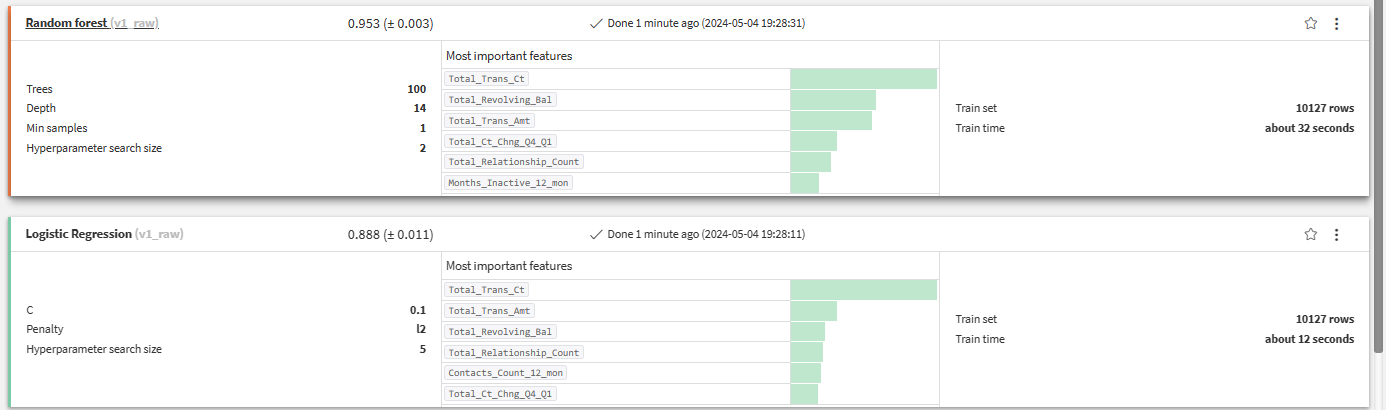 Random forest (v1_raw) 0.953 (± 0.003) Done 1 minute ago (2024-05-04 19:28:31)
Most important features
Trees 100
Depth 14
Min samples 1
Hyperparameter search size 2
Total_Trans_Ct
Total_Revolving_Bal
Total_Trans_Amt
Total_Ct_Chng_Q4_Q1
Total_Relationship_Count
Months_Inactive_12_mon
Train set 10127 rows
Train time about 32 seconds
Logistic Regression (v1_raw) 0.888 (± 0.011) Done 1 minute ago (2024-05-04 19:28:11)
Most important features
C 0.1
Penalty l2
Hyperparameter search size 5
Total_Trans_Ct
Total_Trans_Amt
Total_Revolving_Bal
Total_Relationship_Count
Contacts_Count_12_mon
Total_Ct_Chng_Q4_Q1
Train set 10127 rows
Train time about 12 seconds